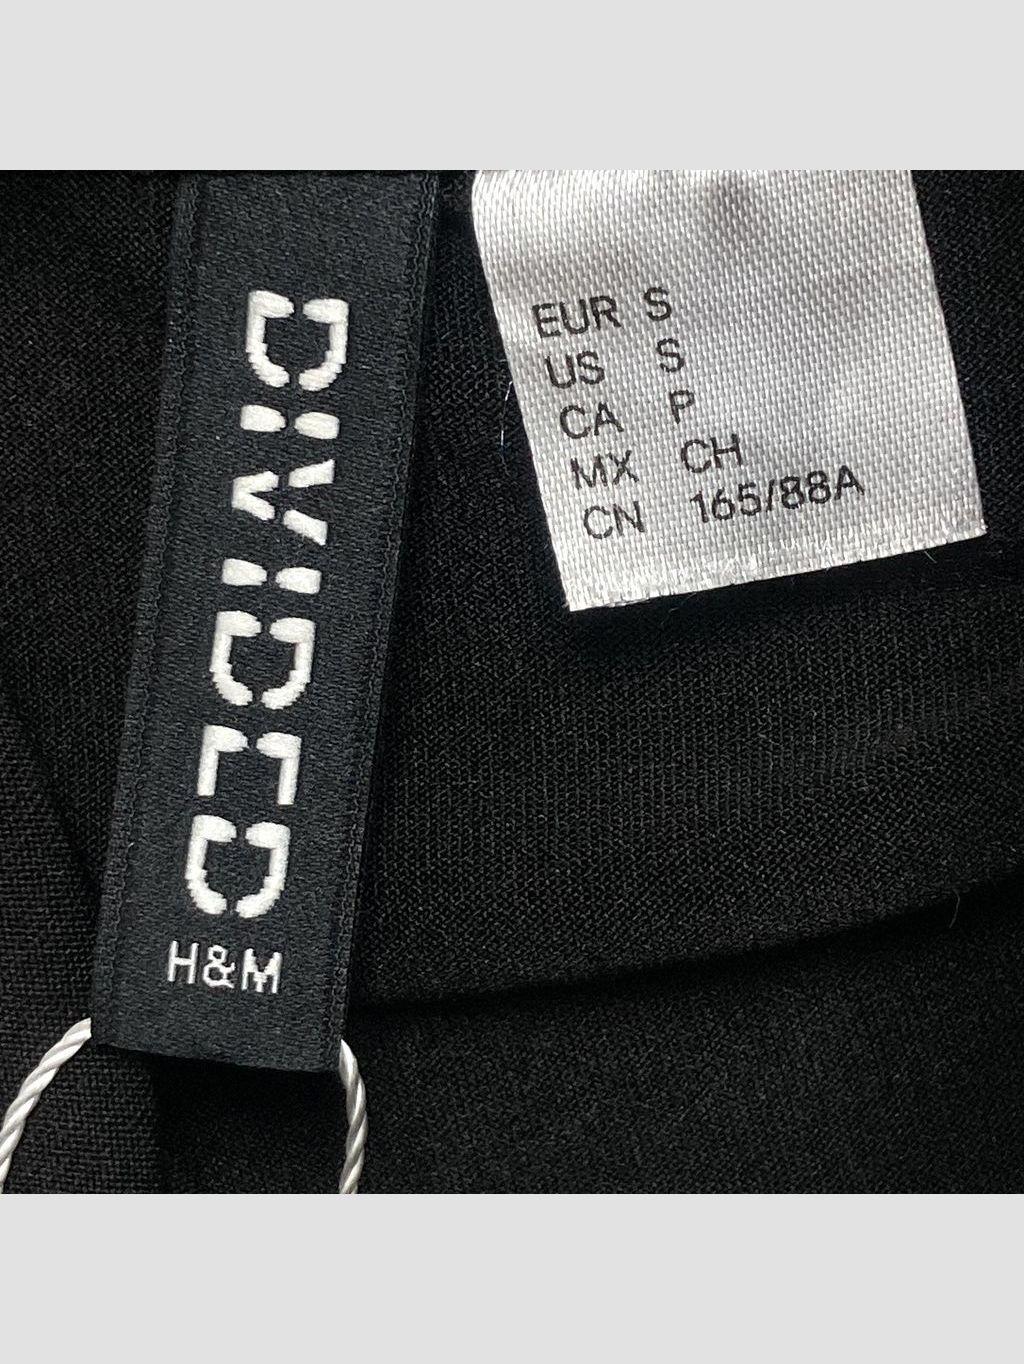 DIVIDED
H&M
EUR S
US S
CA P
MX CH
CN 165/88A